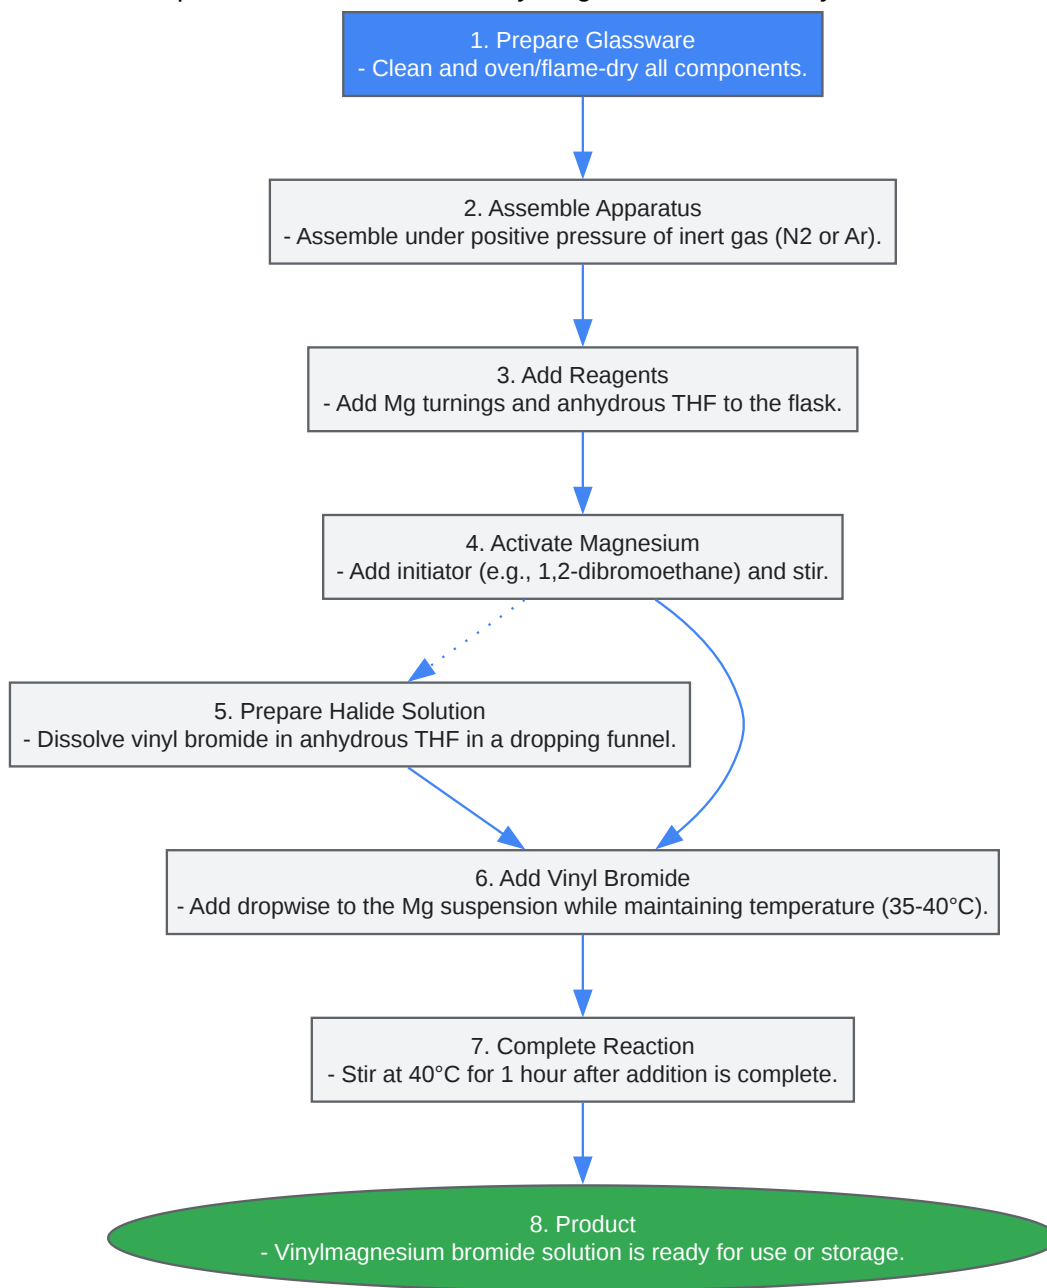 1. Prepare Glassware
- Clean and oven/flame-dry all components.
2. Assemble Apparatus
- Assemble under positive pressure of inert gas (N2 or Ar).
3. Add Reagents
- Add Mg turnings and anhydrous THF to the flask.
4. Activate Magnesium
- Add initiator (e.g., 1,2-dibromoethane) and stir.
5. Prepare Halide Solution
- Dissolve vinyl bromide in anhydrous THF in a dropping funnel.
6. Add Vinyl Bromide
- Add dropwise to the Mg suspension while maintaining temperature (35-40°C).
7. Complete Reaction
- Stir at 40°C for 1 hour after addition is complete.
8. Product
- Vinylmagnesium bromide solution is ready for use or storage.